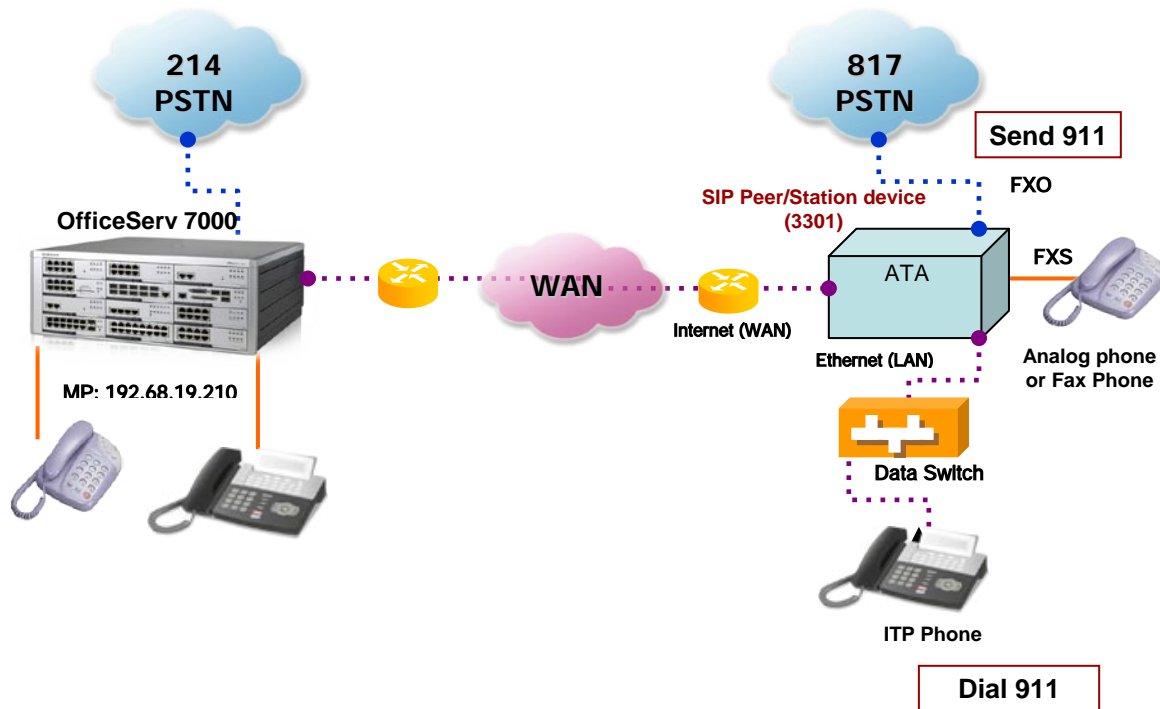 214
PSTN
817
PSTN
Send 911
FXO
SIP Peer/Station device
(3301)
OfficeServ 7000
FXS
ATA
WAN
Internet (WAN)
Ethernet (LAN)
Analog phone
or Fax Phone
MP: 192.68.19.210
Data Switch
ITP Phone
Dial 911